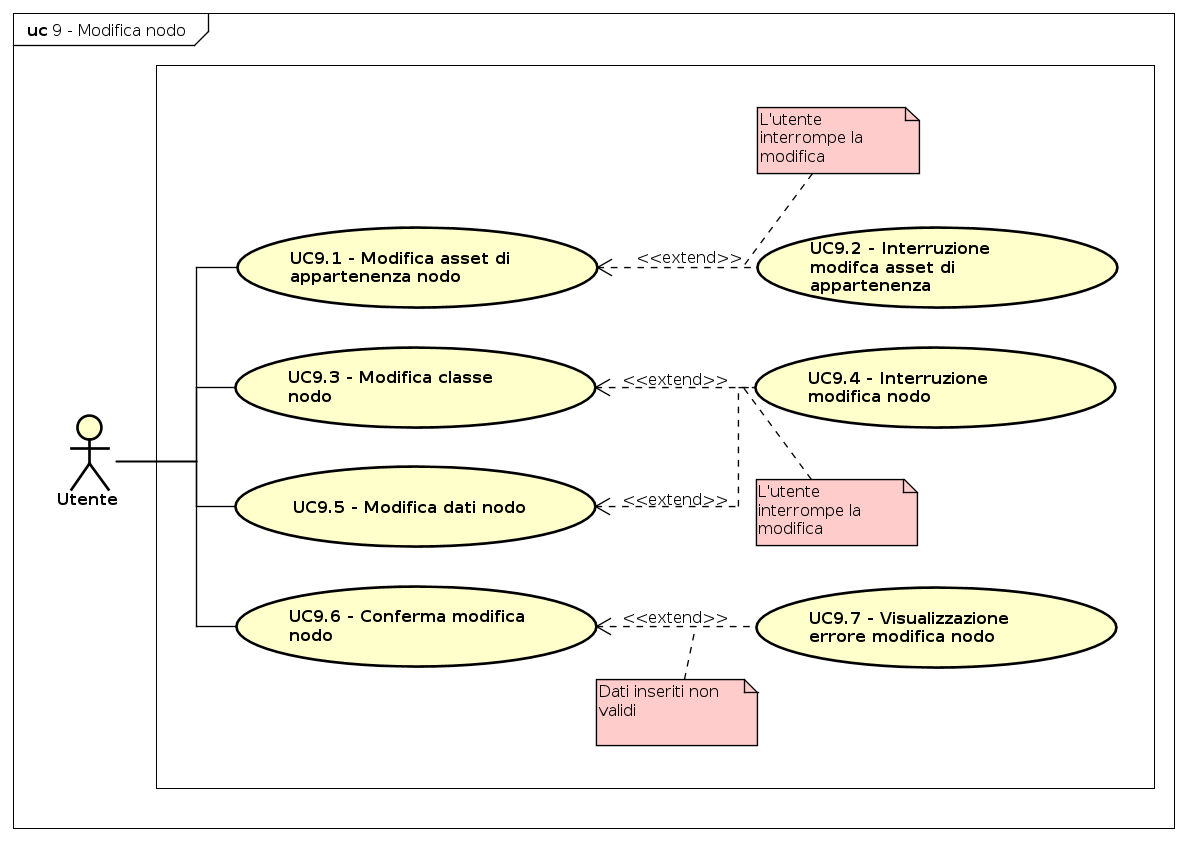 uc 9 - Modifica nodo
L'utente
interrompe la
modifica
UC9.1 - Modifica asset di
appartenenza nodo
<<extend>>
UC9.2 - Interruzione
modifca asset di
appartenenza
UC9.3 - Modifica classe
nodo
<<extend>>
UC9.4 - Interruzione
modifica nodo
Utente
UC9.5 - Modifica dati nodo
<<extend>>
L'utente
interrompe la
modifica
UC9.6 - Conferma modifica
nodo
<<extend>>
UC9.7 - Visualizzazione
errore modifica nodo
Dati inseriti non
validi